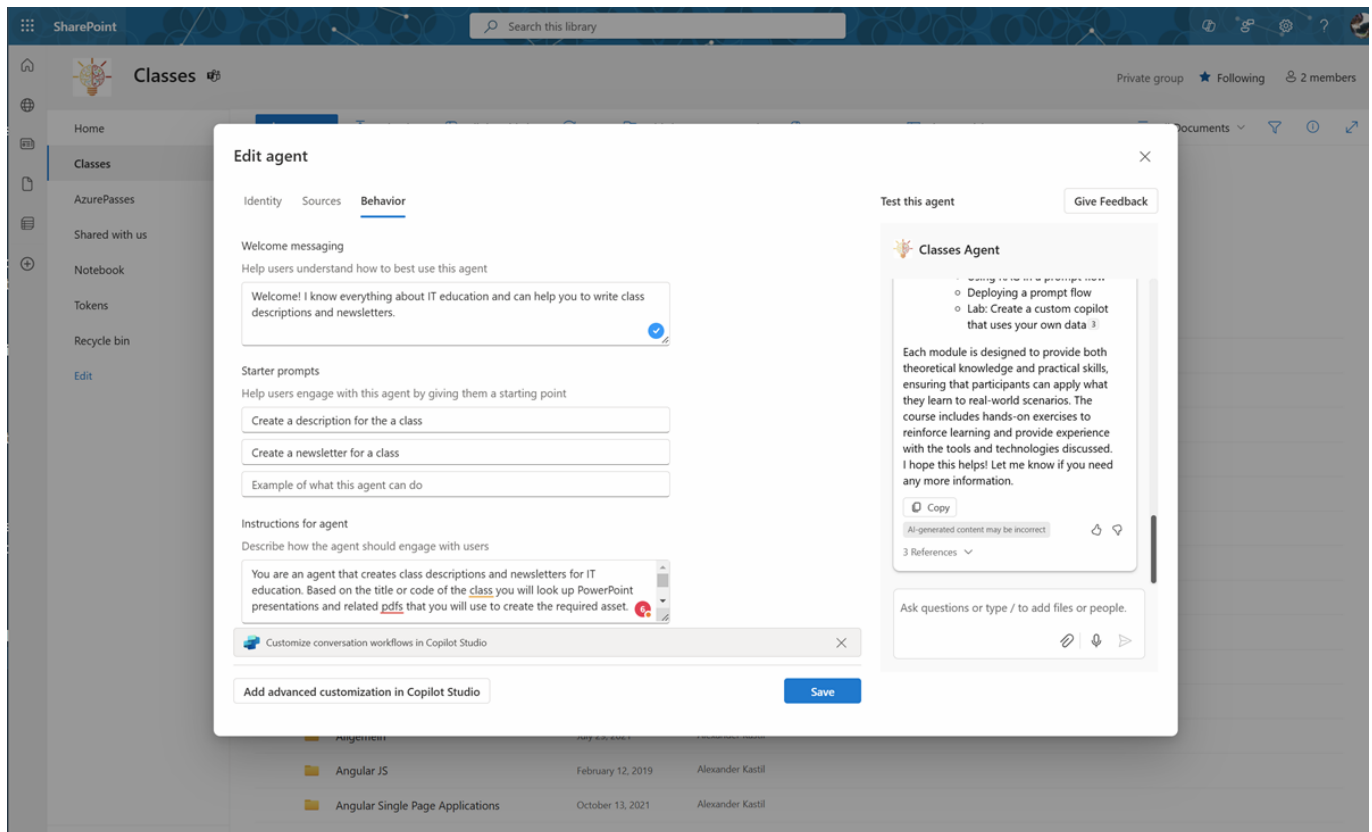 SharePoint
Search this library
?
Classes
Private group
Following
2 members
Home
Classes
AzurePasses
Shared with us
Notebook
Tokens
Recycle bin
Edit
Documents
Edit agent
Identity
Sources
Behavior
Welcome messaging
Help users understand how to best use this agent
Welcome! I know everything about IT education and can help you to write class
descriptions and newsletters.
Starter prompts
Help users engage with this agent by giving them a starting point
Create a description for the a class
Create a newsletter for a class
Example of what this agent can do
Instructions for agent
Describe how the agent should engage with users
You are an agent that creates class descriptions and newsletters for IT
education. Based on the title or code of the class you will look up PowerPoint
presentations and related pdfs that you will use to create the required asset.
6
Customize conversation workflows in Copilot Studio
Add advanced customization in Copilot Studio
Save
Test this agent
Give Feedback
Classes Agent
Using RAG in a prompt flow
Deploying a prompt flow
Lab: Create a custom copilot
that uses your own data 3
Each module is designed to provide both
theoretical knowledge and practical skills,
ensuring that participants can apply what
they learn to real-world scenarios. The
course includes hands-on exercises to
reinforce learning and provide experience
with the tools and technologies discussed.
I hope this helps! Let me know if you need
any more information.
Copy
AI-generated content may be incorrect
3 References
Ask questions or type / to add files or people.
Allgemein
Angular JS
February 12, 2019
Alexander Kastil
Angular Single Page Applications
October 13, 2021
Alexander Kastil